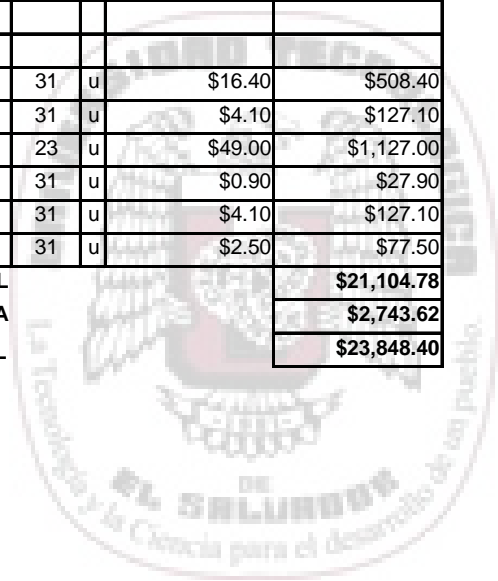 31 u $16.40 $508.40
31 u $4.10 $127.10
23 u $49.00 $1,127.00
31 u $0.90 $27.90
31 u $4.10 $127.10
31 u $2.50 $77.50
L $21,104.78
A $2,743.62
$23,848.40
La Tecnología y la Ciencia para el desarrollo de un pueblo.
DE
EL SALVADOR